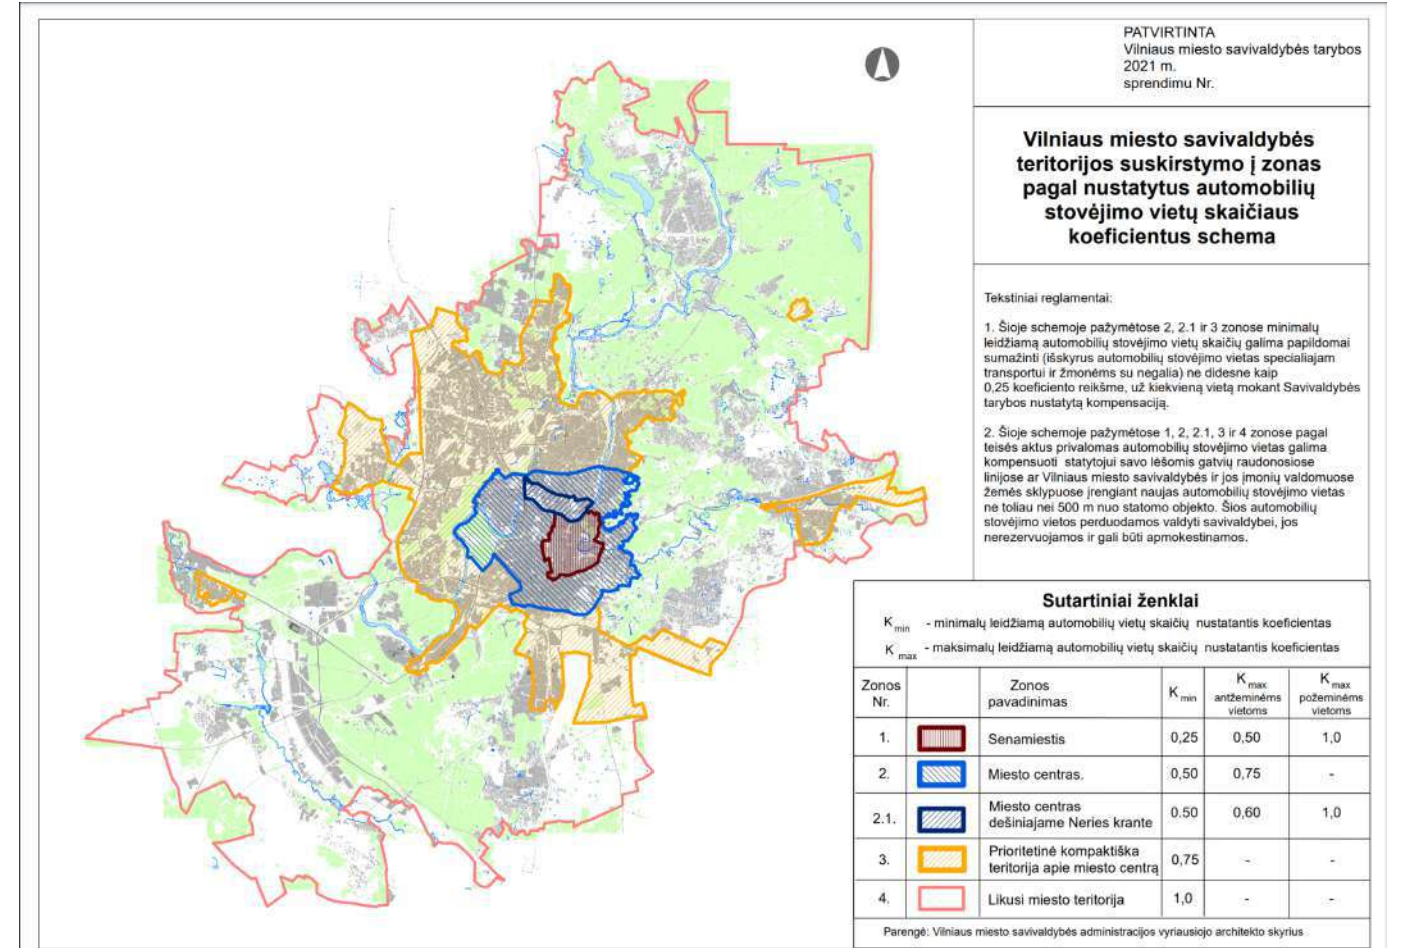 PATVIRTINTA
Vilniaus miesto savivaldybės tarybos
2021 m.
sprendimu Nr.
Vilniaus miesto savivaldybės
teritorijos suskirstymo į zonas
pagal nustatytus automobilių
stovėjimo vietų skaičiaus
koeficientus schema
Tekstiniai reglamentai:
1. Šioje schemoje pažymėtose 2, 2.1 ir 3 zonose minimalų
leidžiamą automobilių stovėjimo vietų skaičių galima papildomai
sumažinti (išskyrus automobilių stovėjimo vietas specialiajam
transportui ir žmonėms su negalia) ne didesne kaip
0,25 koeficiento reikšme, už kiekvieną vietą mokant Savivaldybės
tarybos nustatytą kompensaciją.
2. Šioje schemoje pažymėtose 1, 2, 2.1, 3 ir 4 zonose pagal
teisės aktus privalomas automobilių stovėjimo vietas galima
kompensuoti statytojui savo lėšomis gatvių raudonosiose
linijose ar Vilniaus miesto savivaldybės ir jos įmonių valdomuose
žemės sklypuose įrengiant naujas automobilių stovėjimo vietas
ne toliau nei 500 m nuo statomo objekto. Šios automobilių
stovėjimo vietos perduodamos valdyti savivaldybei, jos
nerezervuojamos ir gali būti apmokestinamos.
Sutartiniai ženklai
K min - minimalų leidžiamą automobilių vietų skaičių nustatantis koeficientas
K max - maksimalų leidžiamą automobilių vietų skaičių nustatantis koeficientas
Zonos Nr. Zonos pavadinimas K min K max antžeminėms vietoms K max požeminėms vietoms
1. Senamiestis 0,25 0,50 1,0
2. Miesto centras. 0,50 0,75 -
2.1. Miesto centras dešiniajame Neries krante 0.50 0,60 1,0
3. Prioritetinė kompaktiška teritorija apie miesto centrą 0,75 - -
4. Likusi miesto teritorija 1,0 - -
Parengė: Vilniaus miesto savivaldybės administracijos vyriausiojo architekto skyrius